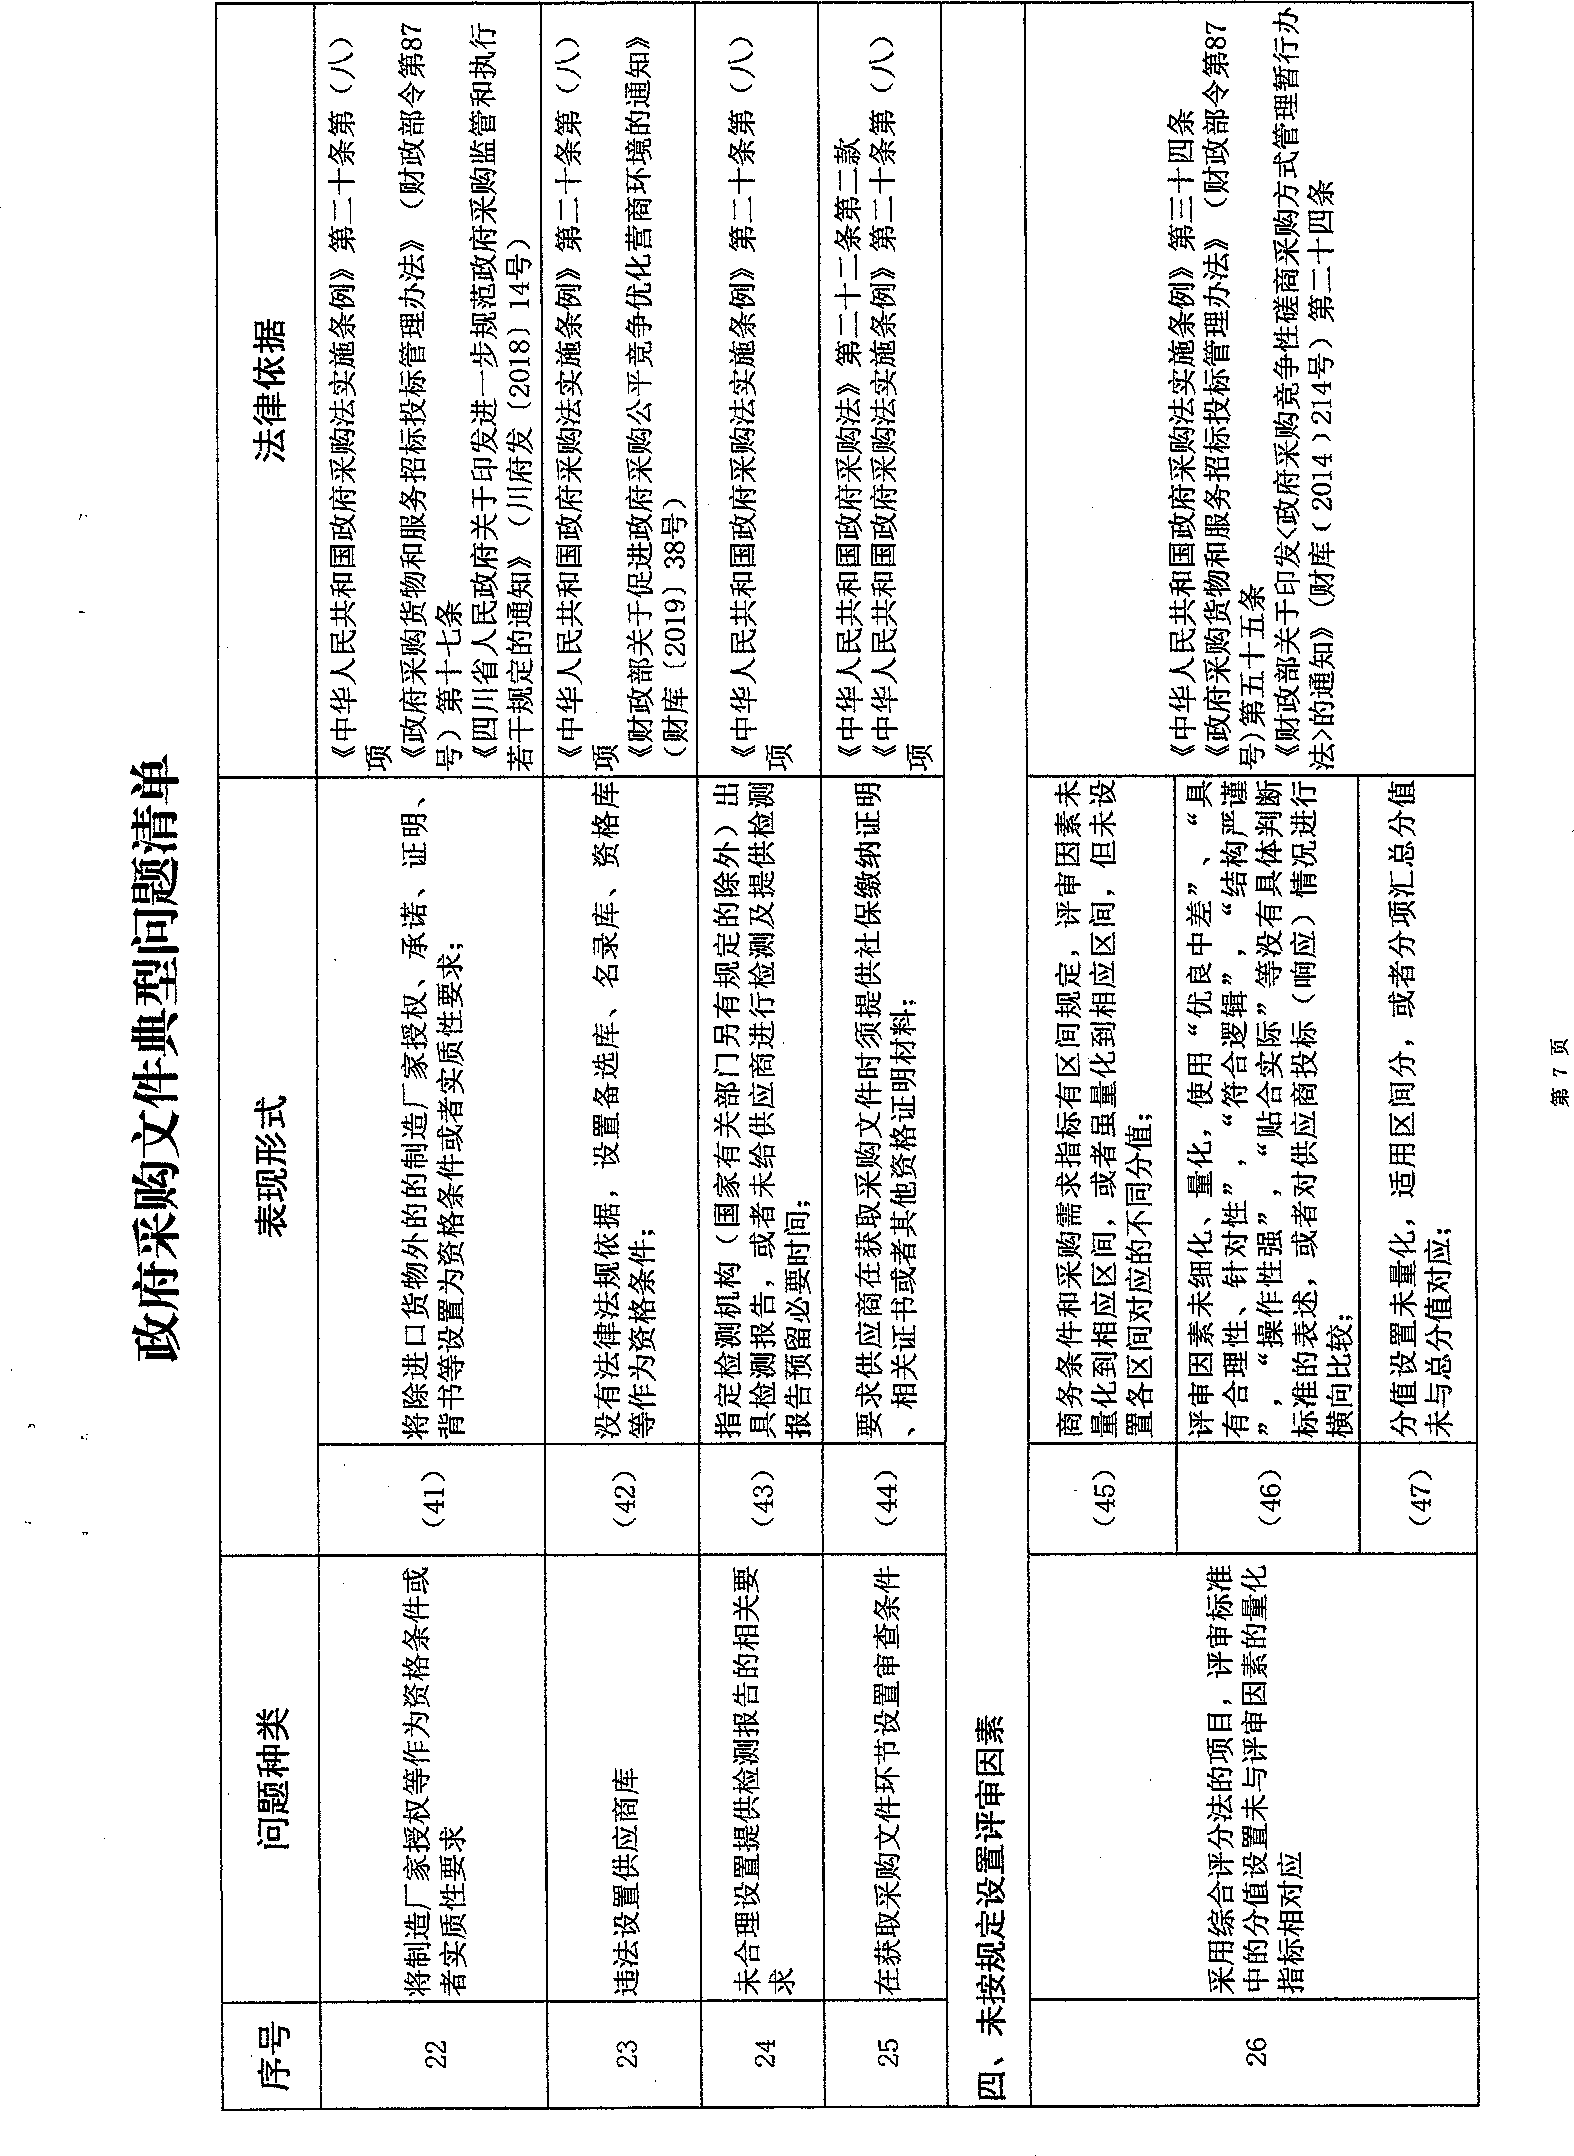 政府采购文件典型问题清单
序号
问题种类
表现形式
法律依据
22
将制造厂家授权等作为资格条件或
者实质性要求
（41）
将除进口货物外的的制造厂家授权、承诺、证明、
背书等设置为资格条件或者实质性要求；
《中华人民共和国政府采购法实施条例》第二十条第（八）
项
《政府采购货物和服务招标投标管理办法》（财政部令第87
号）第十七条
《四川省人民政府关于印发进一步规范政府采购监管和执行
若干规定的通知》（川府发〔2018〕14号）
23
违法设置供应商库
（42）
没有法律法规依据，设置备选库、名录库、资格库
等作为资格条件；
《中华人民共和国政府采购法实施条例》第二十条第（八）
项
《财政部关于促进政府采购公平竞争优化营商环境的通知》
（财库〔2019〕38号）
24
未合理设置提供检测报告的相关要
求
（43）
指定检测机构（国家有关部门另有规定的除外）出
具检测报告，或者未给供应商进行检测及提供检测
报告预留必要时间；
《中华人民共和国政府采购法实施条例》第二十条第（八）
项
25
在获取采购文件环节设置审查条件
（44）
要求供应商在获取采购文件时须提供社保缴纳证明
、相关证书或者其他资格证明材料；
《中华人民共和国政府采购法》第二十二条第二款
《中华人民共和国政府采购法实施条例》第二十条第（八）
项
四、未按规定设置评审因素
26
采用综合评分法的项目，评审标准
中的分值设置未与评审因素的量化
指标相对应
（45）
商务条件和采购需求指标有区间规定，评审因素未
量化到相应区间，或者虽量化到相应区间，但未设
置各区间对应的不同分值；
（46）
评审因素未细化、量化，使用“优良中差”、“具
有合理性、针对性”，“符合逻辑”，“结构严谨
”，“操作性强”，“贴合实际”等没有具体判断
标准的表述，或者对供应商投标（响应）情况进行
横向比较；
（47）
分值设置未量化，适用区间分，或者分项汇总分值
未与总分值对应；
《中华人民共和国政府采购法实施条例》第三十四条
《政府采购货物和服务招标投标管理办法》（财政部令第87
号）第五十五条
《财政部关于印发<政府采购竞争性磋商采购方式管理暂行办
法>的通知》（财库﹝2014﹞214号）第二十四条
第 7 页